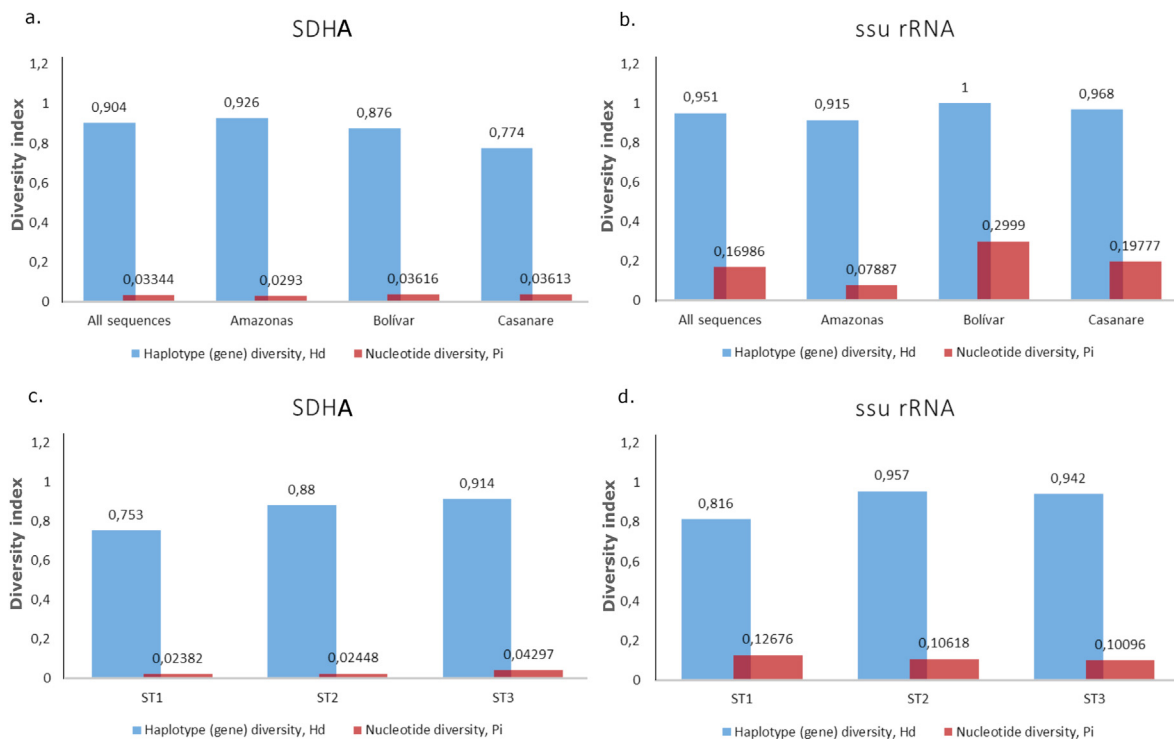 a.
SDHA
Diversity index
1,2
1
0,8
0,6
0,4
0,2
0
0,904
0,03344
0,926
0,0293
0,876
0,03616
0,774
0,03613
All sequences
Amazonas
Bolívar
Casanare
Haplotype (gene) diversity, Hd
Nucleotide diversity, Pi
b.
ssu rRNA
Diversity index
1,2
1
0,8
0,6
0,4
0,2
0
0,951
0,16986
0,915
0,07887
1
0,2999
0,968
0,19777
All sequences
Amazonas
Bolívar
Casanare
Haplotype (gene) diversity, Hd
Nucleotide diversity, Pi
c.
SDHA
Diversity index
1,2
1
0,8
0,6
0,4
0,2
0
0,753
0,02382
0,88
0,02448
0,914
0,04297
ST1
ST2
ST3
Haplotype (gene) diversity, Hd
Nucleotide diversity, Pi
d.
ssu rRNA
Diversity index
1,2
1
0,8
0,6
0,4
0,2
0
0,816
0,12676
0,957
0,10618
0,942
0,10096
ST1
ST2
ST3
Haplotype (gene) diversity, Hd
Nucleotide diversity, Pi